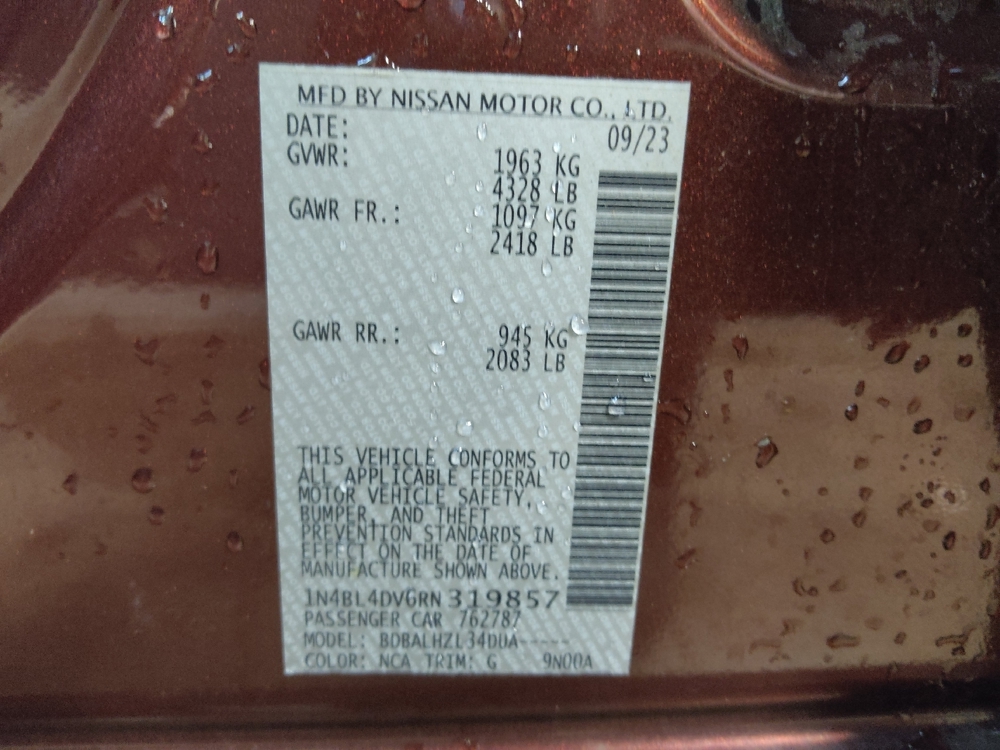 MFD BY NISSAN MOTOR CO., LTD.
DATE: 09/23
GVWR: 1963 KG
4328 LB
GAWR FR.: 1097 KG
2418 LB
GAWR RR.: 945 KG
2083 LB
THIS VEHICLE CONFORMS TO
ALL APPLICABLE FEDERAL
MOTOR VEHICLE SAFETY,
BUMPER, AND THEFT
PREVENTION STANDARDS IN
EFFECT ON THE DATE OF
MANUFACTURE SHOWN ABOVE.
1N4BL4DV6RN319857
PASSENGER CAR 762787
MODEL:
COLOR: NCA TRIM: G 9N00A